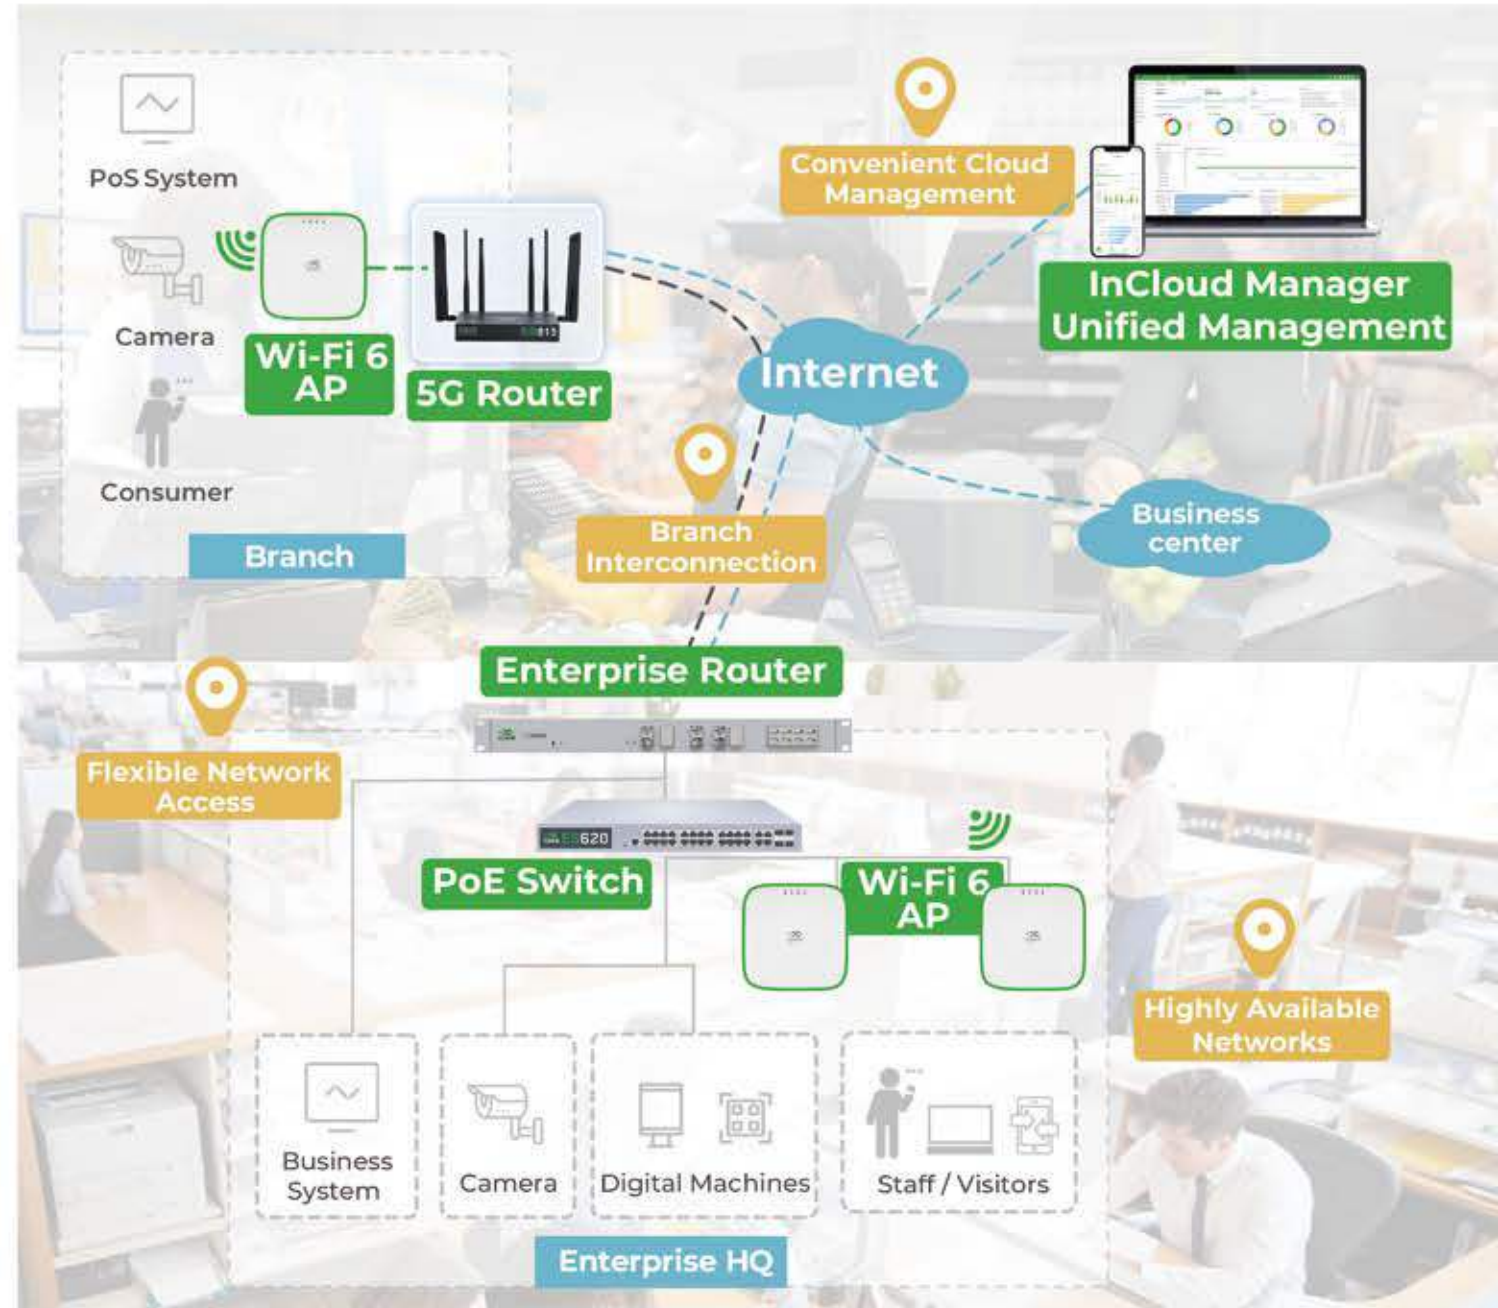 PoS System
Camera
Consumer
Wi-Fi 6
AP
5G Router
Branch
Convenient Cloud
Management
InCloud Manager
Unified Management
Internet
Business
center
Branch
Interconnection
Enterprise Router
Flexible Network
Access
620
PoE Switch
Wi-Fi 6
AP
Highly Available
Networks
Business
System
Camera
Digital Machines
Staff / Visitors
Enterprise HQ